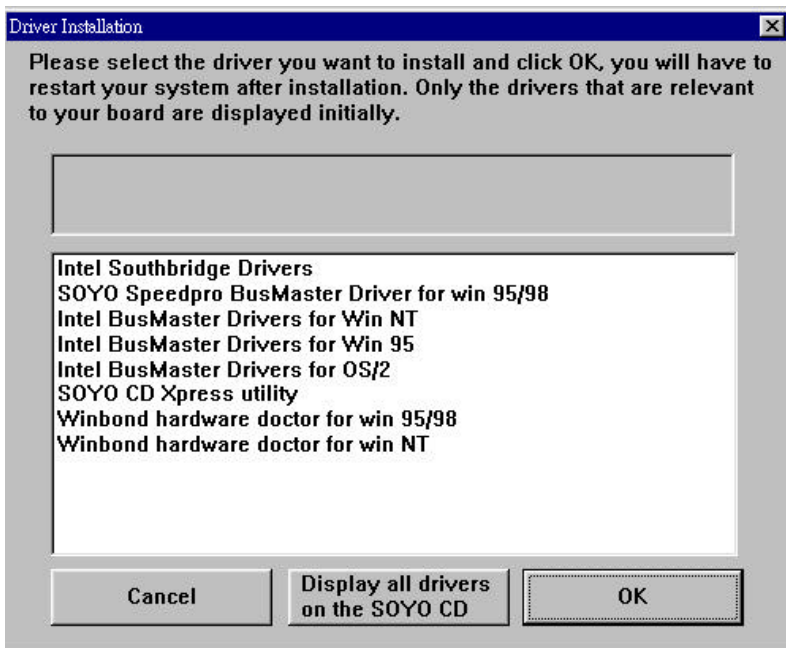 Driver Installation
Please select the driver you want to install and click OK, you will have to
restart your system after installation. Only the drivers that are relevant
to your board are displayed initially.
Intel Southbridge Drivers
SOYO Speedpro BusMaster Driver for win 95/98
Intel BusMaster Drivers for Win NT
Intel BusMaster Drivers for Win 95
Intel BusMaster Drivers for OS/2
SOYO CD Xpress utility
Winbond hardware doctor for win 95/98
Winbond hardware doctor for win NT
Cancel
Display all drivers
on the SOYO CD
OK